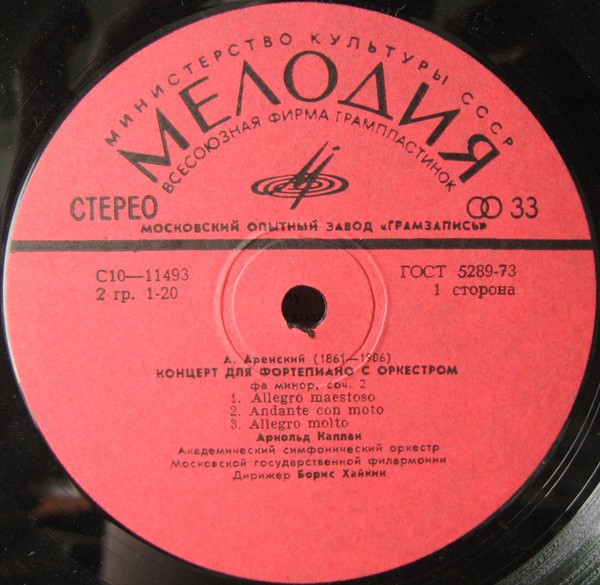 МИНИСТЕРСТВО КУЛЬТУРЫ СССР
МЕЛОДИЯ
ВСЕСОЮЗНАЯ ФИРМА ГРАМПЛАСТИНОК
СТЕРЕО 33
МОСКОВСКИЙ ОПЫТНЫЙ ЗАВОД «ГРАМЗАПИСЬ»
С10—11493 ГОСТ 5289-73
2 гр. 1-20 1 сторона
А. Аренский (1861—1906)
КОНЦЕРТ ДЛЯ ФОРТЕПИАНО С ОРКЕСТРОМ
фа минор, соч. 2
1. Allegro maestoso
2. Andante con moto
3. Allegro molto
Арнольд Каплан
Академический симфонический оркестр
Московской государственной филармонии
Дирижер Борис Хайкин